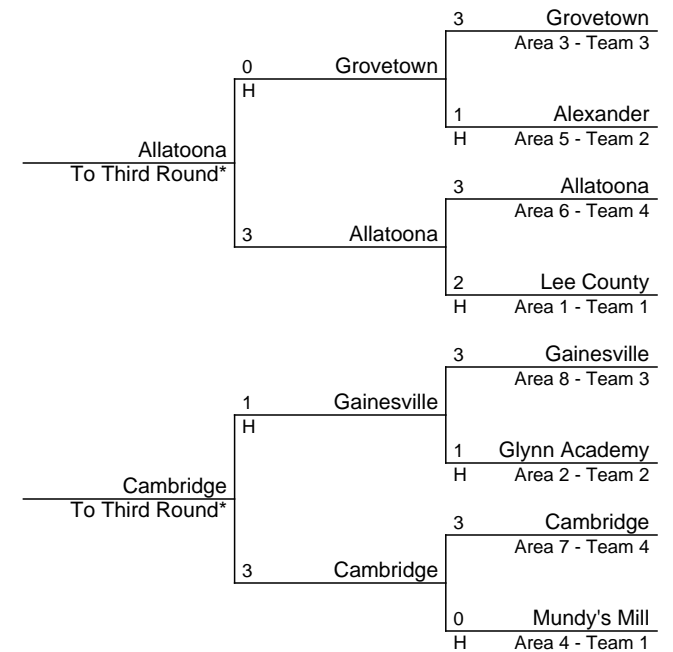 3 Grovetown
Area 3 - Team 3
0 Grovetown
H
1 Alexander
H Area 5 - Team 2
Allatoona
To Third Round*
3 Allatoona
Area 6 - Team 4
3 Allatoona
2 Lee County
H Area 1 - Team 1
3 Gainesville
Area 8 - Team 3
1 Gainesville
H
1 Glynn Academy
H Area 2 - Team 2
Cambridge
To Third Round*
3 Cambridge
Area 7 - Team 4
3 Cambridge
0 Mundy's Mill
H Area 4 - Team 1